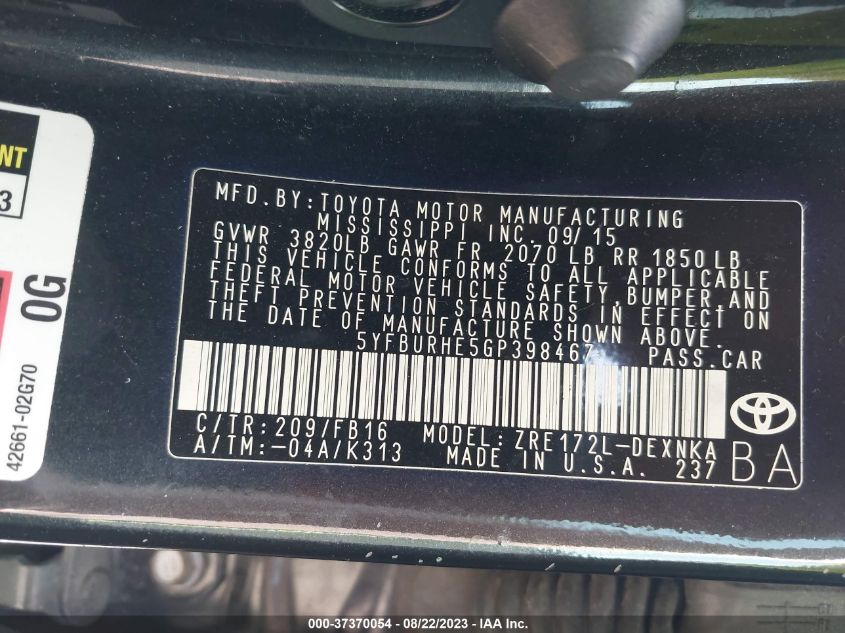 NT
3
OG
42661-02G70
MFD.BY:TOYOTA MOTOR MANUFACTURING
MISSISSIPPI INC. 09/15
GVWR 3820LB GAWR FR 2070 LB RR 1850 LB
THIS VEHICLE CONFORMS TO ALL APPLICABLE
FEDERAL MOTOR VEHICLE SAFETY,BUMPER,AND
THEFT PREVENTION STANDARDS IN EFFECT ON
THE DATE OF MANUFACTURE SHOWN ABOVE.
5YFBURHE5GP398467 PASS.CAR
C/TR:209/FB16 MODEL:ZRE172L-DEXNKA
A/TM:-04A/K313 MADE IN U.S.A. 237
BA
000-37370054 - 08/22/2023 - IAA Inc.